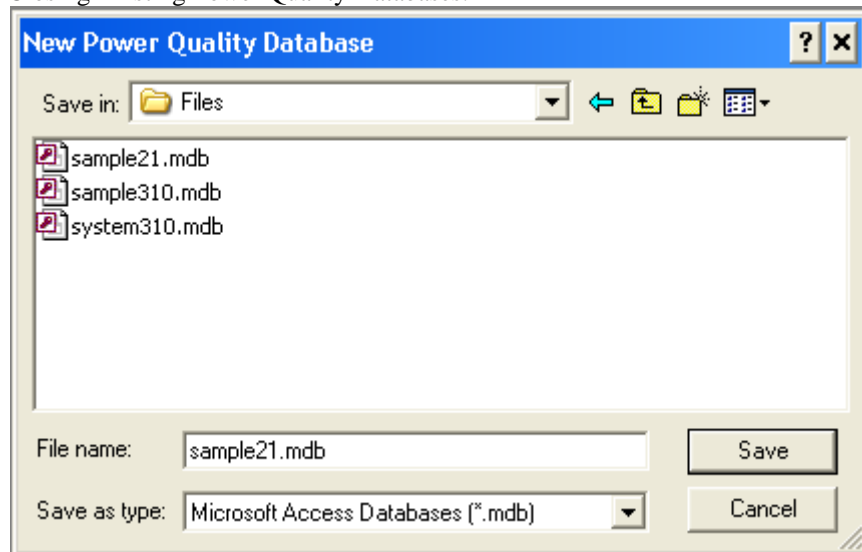 New Power Quality Database
Save in: Files
sample21.mdb
sample310.mdb
system310.mdb
File name: sample21.mdb Save
Save as type: Microsoft Access Databases (*.mdb) Cancel